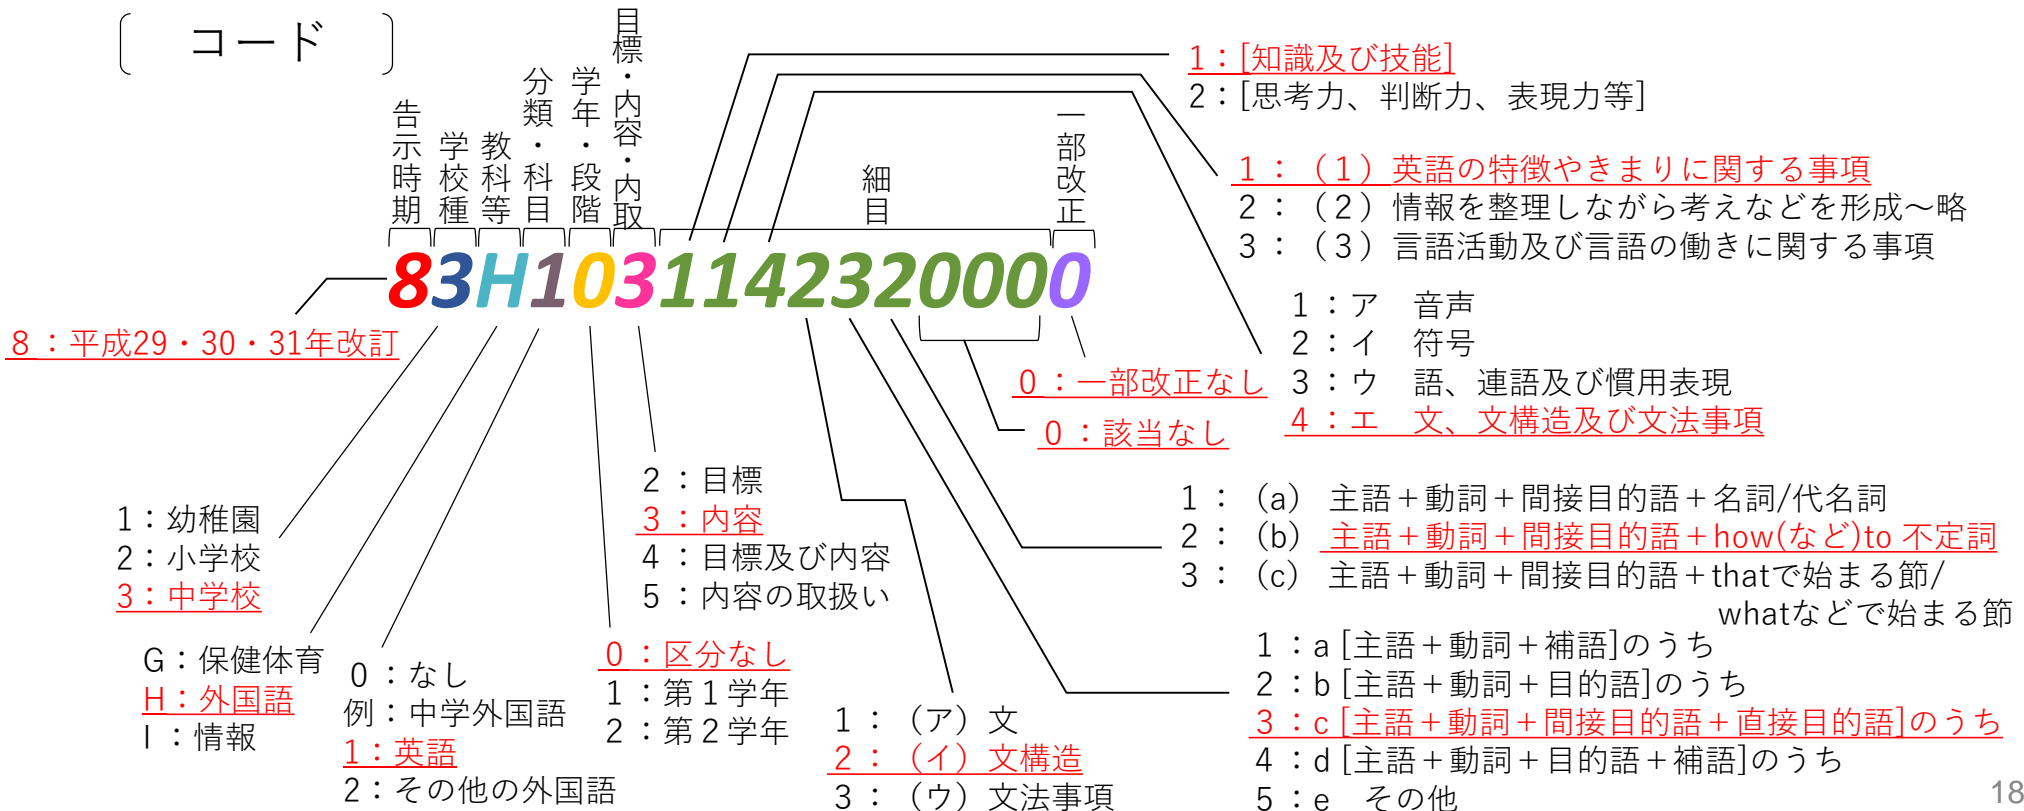 〔 コード 〕
告示時期
学校種
教科等
分類・科目
学年・段階
目標・内容・内取
細目
一部改正
83H10311423200００
8：平成29・30・31年改訂
1：幼稚園
2：小学校
3：中学校
G：保健体育
H：外国語
I：情報
0：なし
例：中学外国語
1：英語
2：その他の外国語
0：区分なし
1：第１学年
2：第２学年
2：目標
3：内容
4：目標及び内容
5：内容の取扱い
1：[知識及び技能]
2：[思考力、判断力、表現力等]
1：（１）英語の特徴やきまりに関する事項
2：（２）情報を整理しながら考えなどを形成～略
3：（３）言語活動及び言語の働きに関する事項
1：ア　音声
2：イ　符号
3：ウ　語、連語及び慣用表現
4：エ　文、文構造及び文法事項
1：（ア）文
2：（イ）文構造
3：（ウ）文法事項
1：a [主語＋動詞＋補語]のうち
2：b [主語＋動詞＋目的語]のうち
3：c [主語＋動詞＋間接目的語＋直接目的語]のうち
4：d [主語＋動詞＋目的語＋補語]のうち
5：e　その他
1：（a）　主語＋動詞＋間接目的語＋名詞/代名詞
2：（b）　主語＋動詞＋間接目的語＋how(など)to 不定詞
3：（c）　主語＋動詞＋間接目的語＋thatで始まる節/
whatなどで始まる節
0：該当なし
0：一部改正なし
18